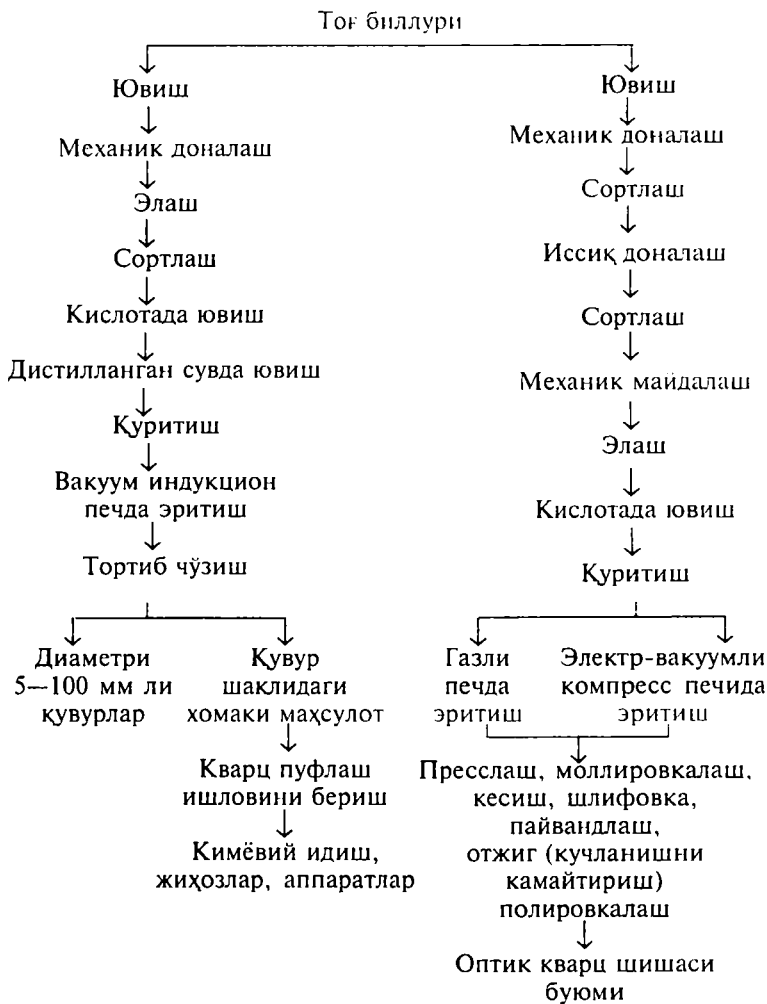 Тоғ биллури
Ювиш
Механик доналаш
Элаш
Сортлаш
Кислотада ювиш
Дистилланган сувда ювиш
Қуритиш
Вакуум индукцион
печда эритиш
Тортиб чўзиш
Диаметри
5—100 мм ли
қувурлар
Қувур
шаклидаги
хомаки маҳсулот
Кварц пуфлаш
ишловини бериш
Кимёвий идиш,
жиҳозлар, аппаратлар
Ювиш
Механик доналаш
Сортлаш
Иссиқ доналаш
Сортлаш
Механик майдалаш
Элаш
Кислотада ювиш
Қуритиш
Газли
печда
эритиш
Электр-вакуумли
компресс печида
эритиш
Пресслаш, моллировкалаш,
кесиш, шлифовка,
пайвандлаш,
отжиг (кучланишни
камайтириш)
полировкалаш
Оптик кварц шишаси
буюми